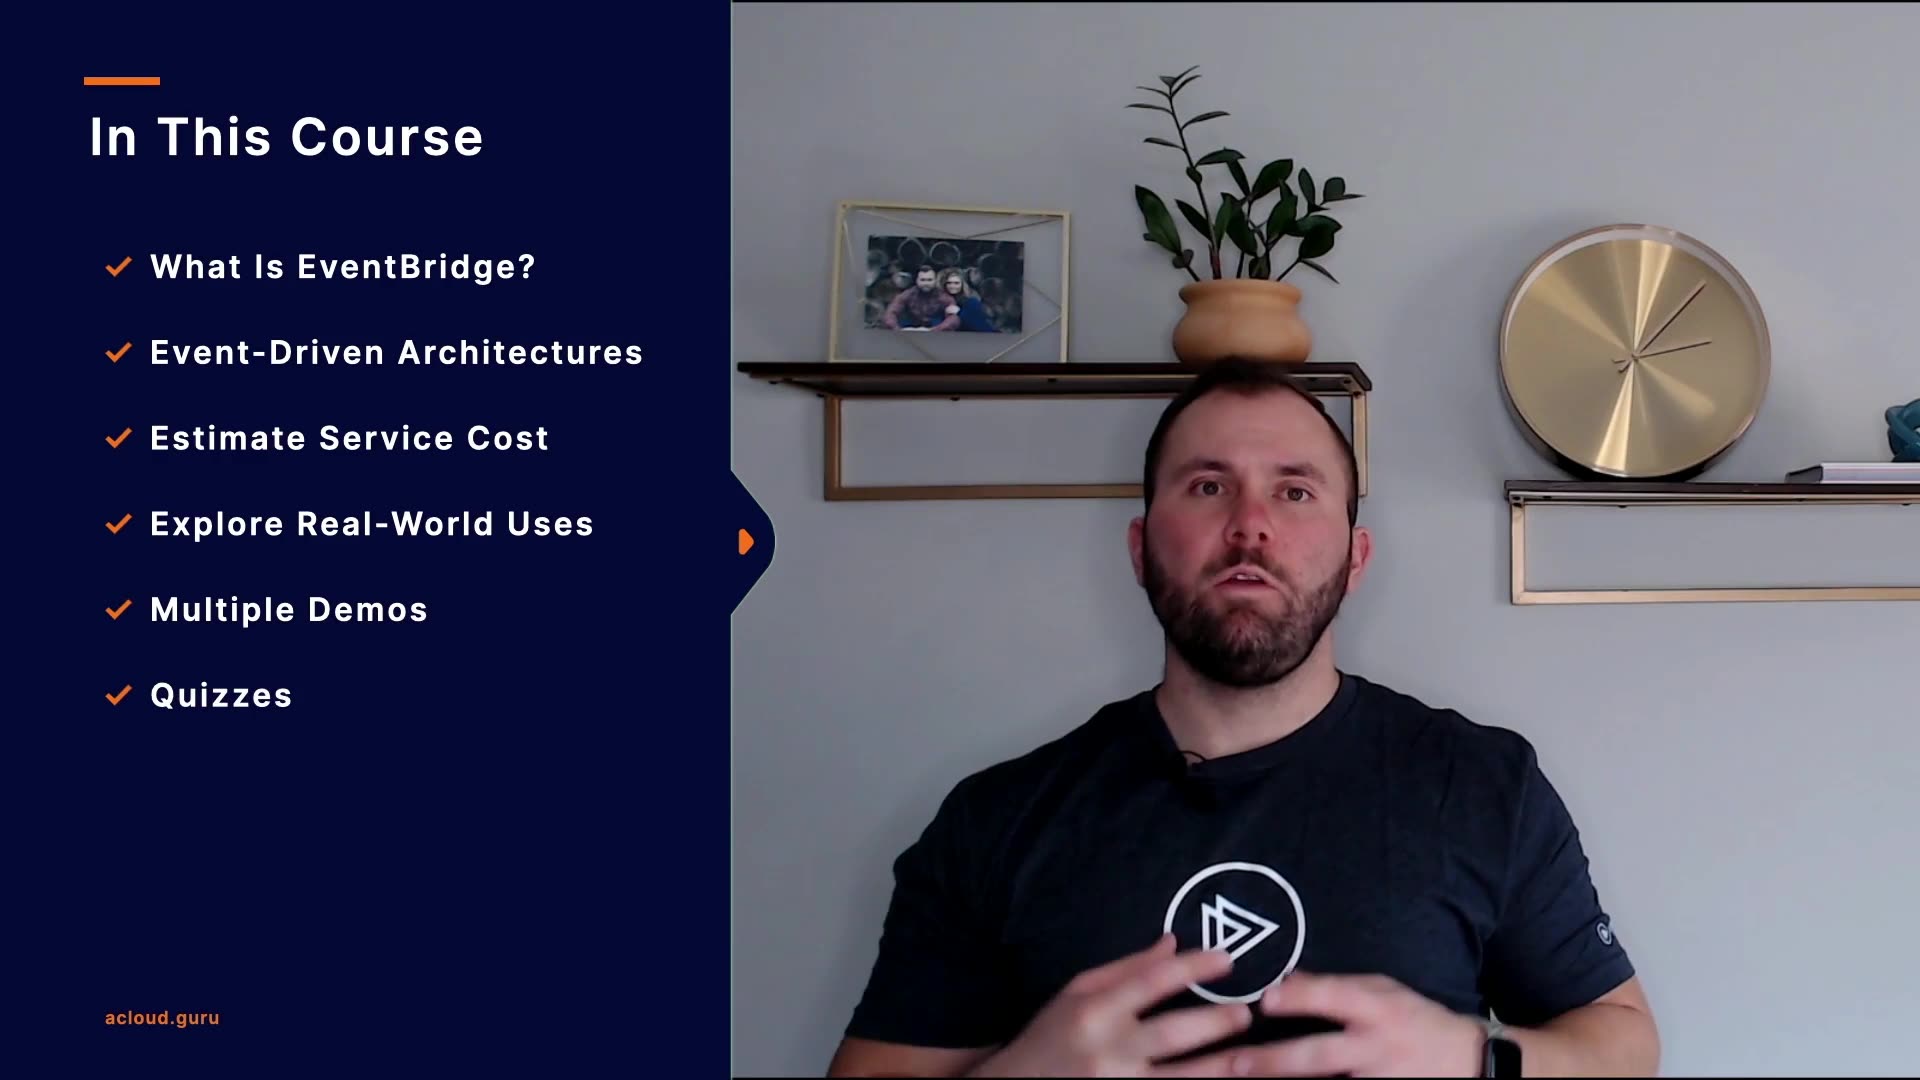 In This Course
What Is EventBridge?
Event-Driven Architectures
Estimate Service Cost
Explore Real-World Uses
Multiple Demos
Quizzes
acloud.guru